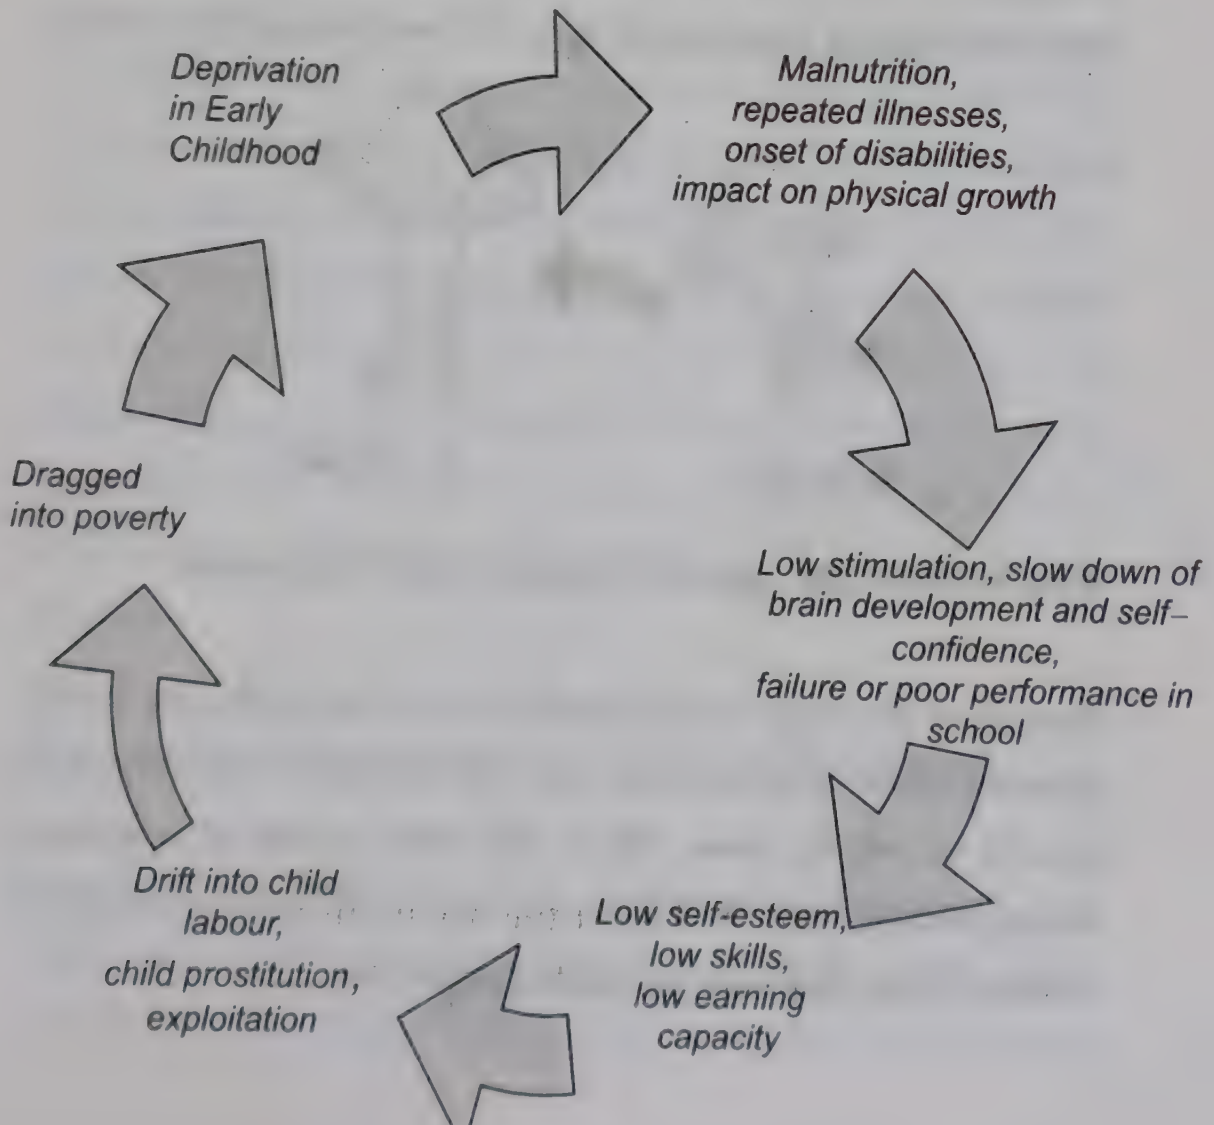 Deprivation
in Early
Childhood
Malnutrition,
repeated illnesses,
onset of disabilities,
impact on physical growth
Low stimulation, slow down of
brain development and self–
confidence,
failure or poor performance in
school
Low self-esteem,
low skills,
low earning
capacity
Drift into child
labour,
child prostitution,
exploitation
Dragged
into poverty